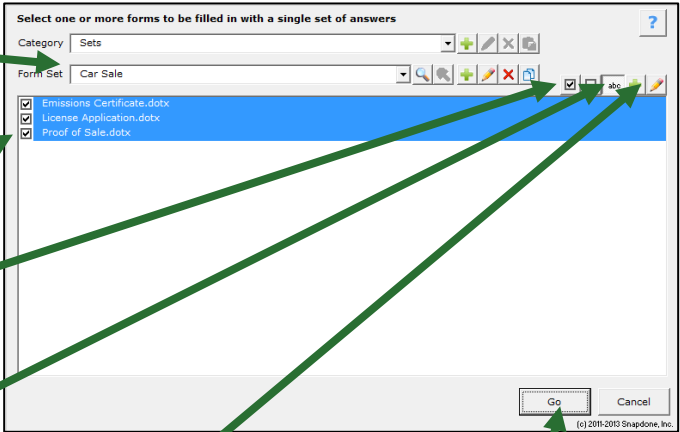 Select one or more forms to be filled in with a single set of answers
?
Category Sets
Form Set Car Sale
abc
Emissions Certificate.dotx
License Application.dotx
Proof of Sale.dotx
Go Cancel
(c) 2011-2013 Snapdone, Inc.